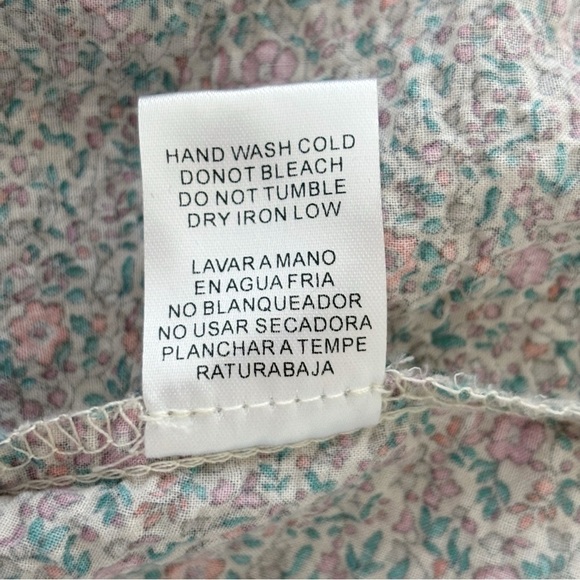 HAND WASH COLD
DONOT BLEACH
DO NOT TUMBLE
DRY IRON LOW
LAVAR A MANO
EN AGUA FRIA
NO BLANQUEADOR
NO USAR SECADORA
PLANCHAR A TEMPE
RATURABAJA